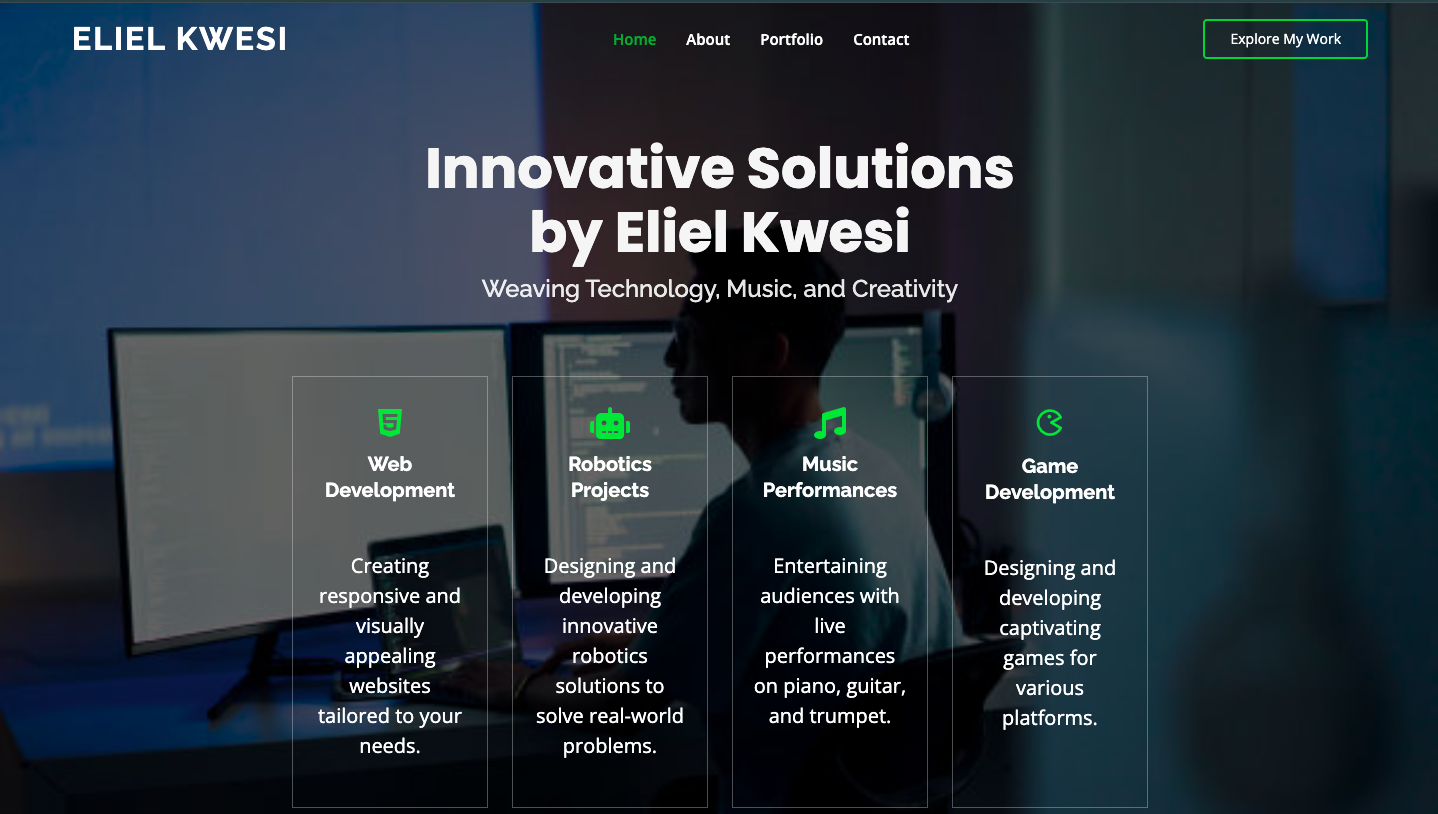 ELIEL KWESI
Home About Portfolio Contact
Explore My Work
Innovative Solutions
by Eliel Kwesi
Weaving Technology, Music, and Creativity
Web
Development
Creating
responsive and
visually
appealing
websites
tailored to your
needs.
Robotics
Projects
Designing and
developing
innovative
robotics
solutions to
solve real-world
problems.
Music
Performances
Entertaining
audiences with
live
performances
on piano, guitar,
and trumpet.
Game
Development
Designing and
developing
captivating
games for
various
platforms.